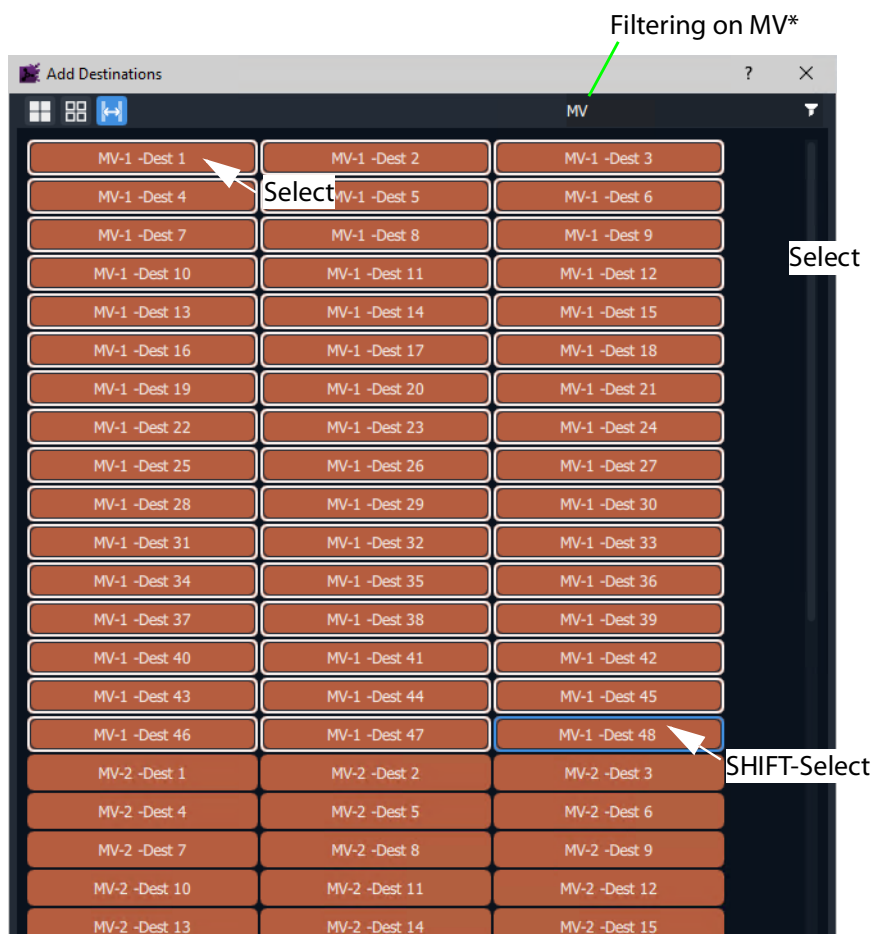 Filtering on MV*
Add Destinations ? ×
MV
MV-1 -Dest 1 MV-1 -Dest 2 MV-1 -Dest 3
Select
MV-1 -Dest 4 MV-1 -Dest 5 MV-1 -Dest 6
MV-1 -Dest 7 MV-1 -Dest 8 MV-1 -Dest 9
Select
MV-1 -Dest 10 MV-1 -Dest 11 MV-1 -Dest 12
MV-1 -Dest 13 MV-1 -Dest 14 MV-1 -Dest 15
MV-1 -Dest 16 MV-1 -Dest 17 MV-1 -Dest 18
MV-1 -Dest 19 MV-1 -Dest 20 MV-1 -Dest 21
MV-1 -Dest 22 MV-1 -Dest 23 MV-1 -Dest 24
MV-1 -Dest 25 MV-1 -Dest 26 MV-1 -Dest 27
MV-1 -Dest 28 MV-1 -Dest 29 MV-1 -Dest 30
MV-1 -Dest 31 MV-1 -Dest 32 MV-1 -Dest 33
MV-1 -Dest 34 MV-1 -Dest 35 MV-1 -Dest 36
MV-1 -Dest 37 MV-1 -Dest 38 MV-1 -Dest 39
MV-1 -Dest 40 MV-1 -Dest 41 MV-1 -Dest 42
MV-1 -Dest 43 MV-1 -Dest 44 MV-1 -Dest 45
MV-1 -Dest 46 MV-1 -Dest 47 MV-1 -Dest 48
SHIFT-Select
MV-2 -Dest 1 MV-2 -Dest 2 MV-2 -Dest 3
MV-2 -Dest 4 MV-2 -Dest 5 MV-2 -Dest 6
MV-2 -Dest 7 MV-2 -Dest 8 MV-2 -Dest 9
MV-2 -Dest 10 MV-2 -Dest 11 MV-2 -Dest 12
MV-2 -Dest 13 MV-2 -Dest 14 MV-2 -Dest 15